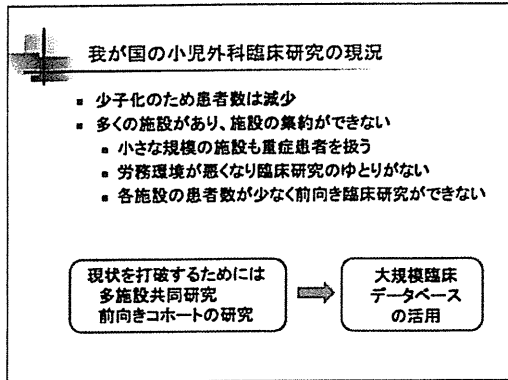 我が国の小児外科臨床研究の現況
少子化のため患者数は減少
多くの施設があり、施設の集約ができない
小さな規模の施設も重症患者を扱う
労務環境が悪くなり臨床研究のゆとりがない
各施設の患者数が少なく前向き臨床研究ができない
現状を打破するためには
多施設共同研究
前向きコホートの研究
大規模臨床
データベース
の活用